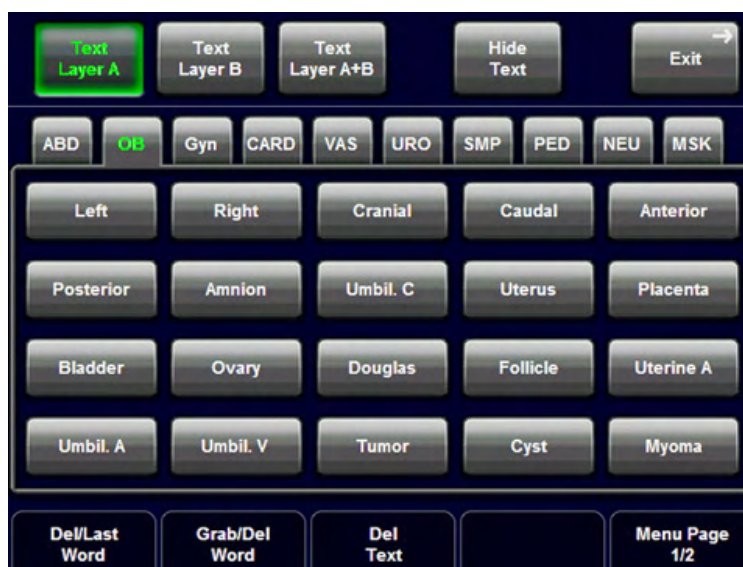 Text Layer A
Text Layer B
Text Layer A+B
Hide Text
Exit
ABD OB Gyn CARD VAS URO SMP PED NEU MSK
Left Right Cranial Caudal Anterior
Posterior Amnion Umbil. C Uterus Placenta
Bladder Ovary Douglas Follicle Uterine A
Umbil. A Umbil. V Tumor Cyst Myoma
Del/Last Word
Grab/Del Word
Del Text
Menu Page 1/2